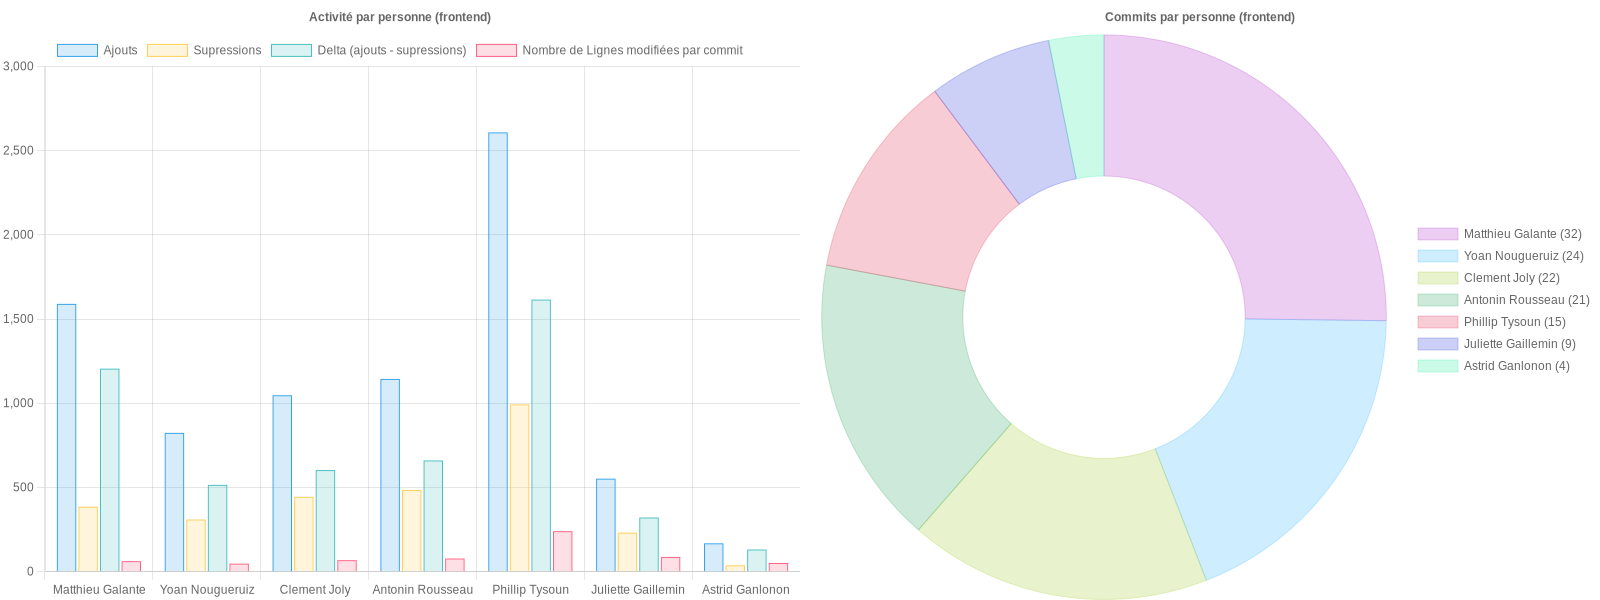 Activité par personne (frontend)
Ajouts Supressions Delta (ajouts - supressions) Nombre de Lignes modifiées par commit
3,000
2,500
2,000
1,500
1,000
500
0
Matthieu Galante Yoan Nougueruiz Clement Joly Antonin Rousseau Phillip Tysoun Juliette Gaillemin Astrid Ganlonon
Commits par personne (frontend)
Matthieu Galante (32)
Yoan Nougueruiz (24)
Clement Joly (22)
Antonin Rousseau (21)
Phillip Tysoun (15)
Juliette Gaillemin (9)
Astrid Ganlonon (4)